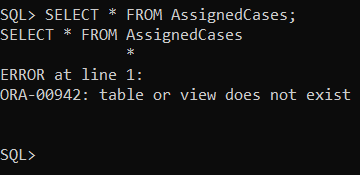 SQL> SELECT * FROM AssignedCases;
SELECT * FROM AssignedCases
*
ERROR at line 1:
ORA-00942: table or view does not exist
SQL>